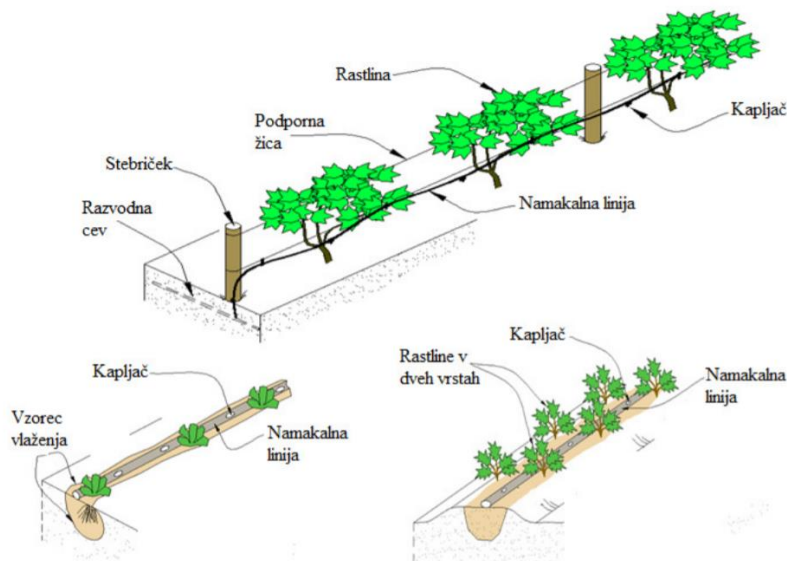 Rastlina
Podporna
žica
Kapljač
Stebriček
Razvodna
cev
Namakalna linija
Kapljač
Vzorec
vlaženja
Namakalna
linija
Kapljač
Rastline v
dveh vrstah
Namakalna
linija